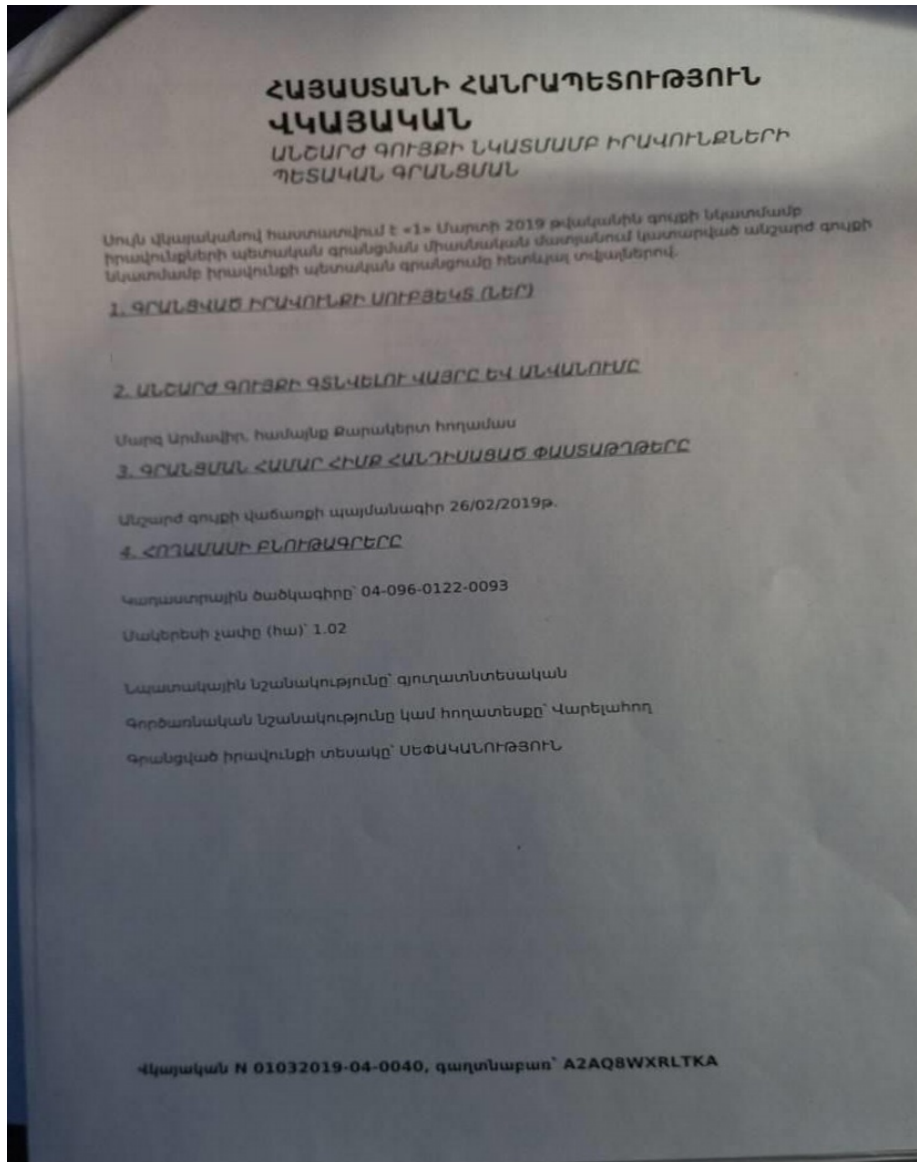 ՀԱՅԱՍՏԱՆԻ ՀԱՆՐԱՊԵՏՈՒԹՅՈՒՆ
ՎԿԱՅԱԿԱՆ
ԱՆՇԱՐԺ ԳՈՒՅՔԻ ՆԿԱՏՄԱՄԲ ԻՐԱՎՈՒՆՔՆԵՐԻ
ՊԵՏԱԿԱՆ ԳՐԱՆՑՄԱՆ
Սույն վկայականով հաստատվում է «1» Մարտի 2019 թվականին գույքի նկատմամբ
իրավունքների պետական գրանցման միասնական մատյանում կատարված անշարժ գույքի
նկատմամբ իրավունքի պետական գրանցումը հետևյալ տվյալներով.
1. ԳՐԱՆՑՎԱԾ ԻՐԱՎՈՒՆՔԻ ՍՈՒԲՅԵԿՏ (ՆԵՐ)
2. ԱՆՇԱՐԺ ԳՈՒՅՔԻ ԳՏՆՎԵԼՈՒ ՎԱՅՐԸ ԵՎ ԱՆՎԱՆՈՒՄԸ
Մարզ Արմավիր, համայնք Քարակերտ հողամաս
3. ԳՐԱՆՑՄԱՆ ՀԱՄԱՐ ՀԻՄՔ ՀԱՆԴԻՍԱՑԱԾ ՓԱՍՏԱԹՂԹԵՐԸ
Անշարժ գույքի վաճառքի պայմանագիր 26/02/2019թ.
4. ՀՈՂԱՄԱՍԻ ԲՆՈՒԹԱԳՐԵՐԸ
Կադաստրային ծածկագիրը՝ 04-096-0122-0093
Մակերեսի չափը (հա)՝ 1.02
Նպատակային նշանակությունը՝ գյուղատնտեսական
Գործառնական նշանակությունը կամ հողատեսքը՝ Վարելահող
Գրանցված իրավունքի տեսակը՝ ՍԵՓԱԿԱՆՈՒԹՅՈՒՆ
Վկայական N 01032019-04-0040, գաղտնաբառ՝ A2AQ8WXRLTKA